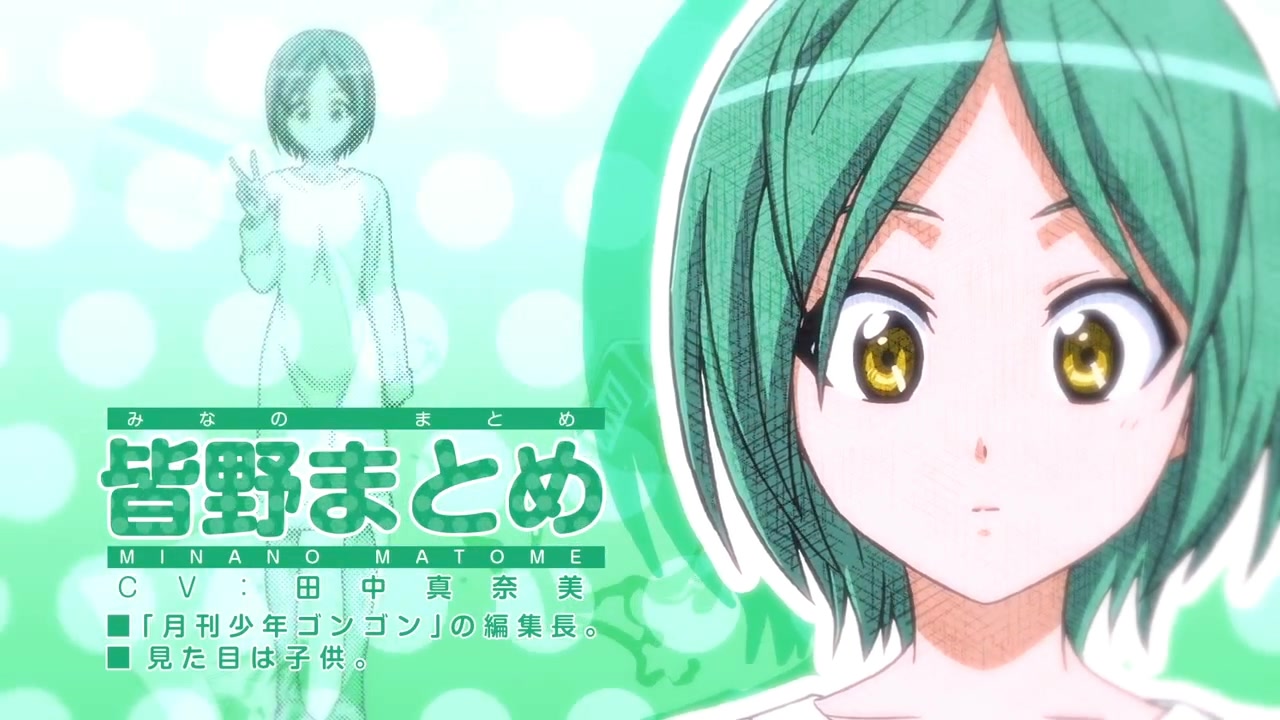 みなの まとめ
皆野まとめ
MINANO MATOME
CV:田中真奈美
■「月刊少年ゴンゴン」の編集長。
■見た目は子供。